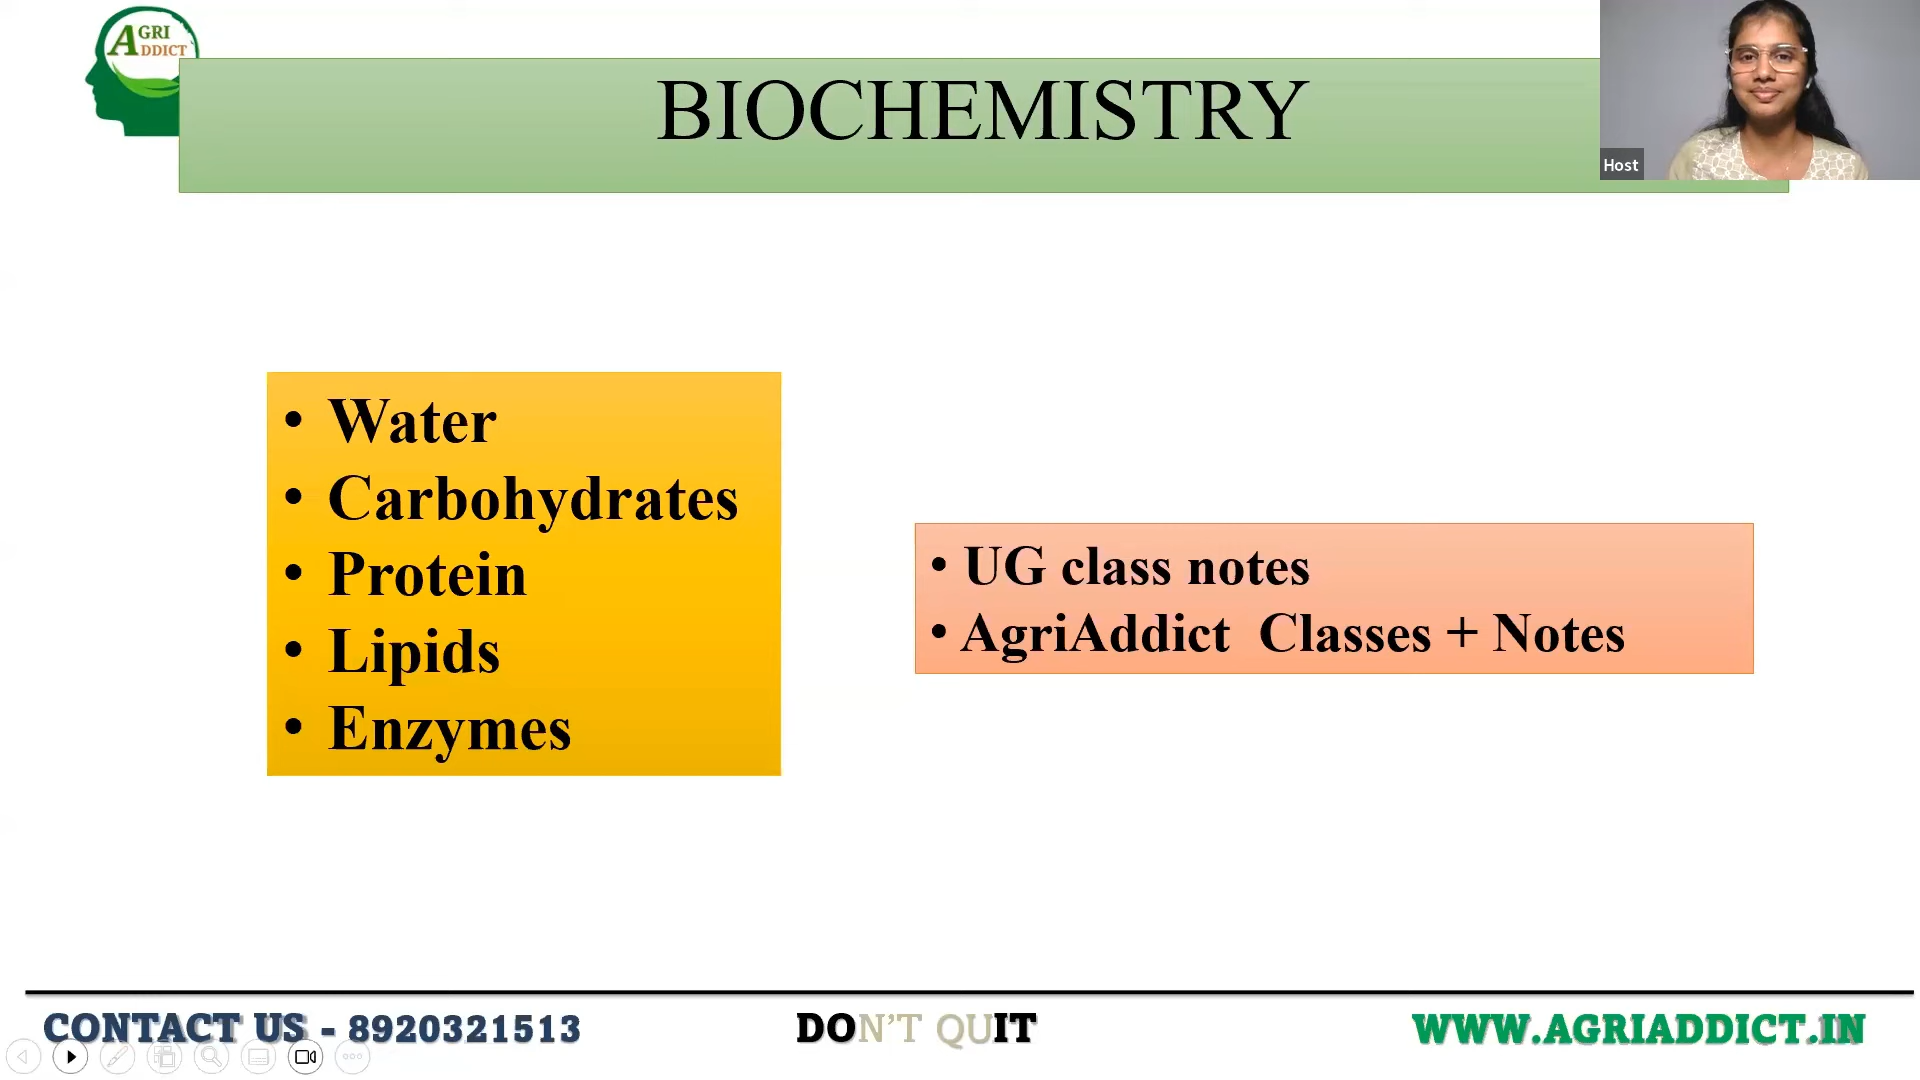 AGRI
ADDICT
BIOCHEMISTRY
Host
• Water
• Carbohydrates
• Protein
• Lipids
• Enzymes
• UG class notes
• AgriAddict Classes + Notes
CONTACT US - 8920321513
DON'T QUIT
WWW.AGRIADDICT.IN